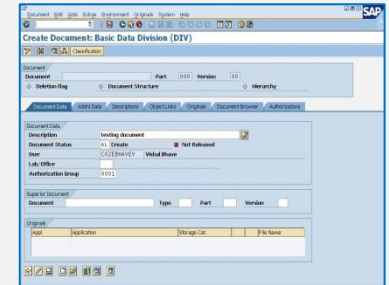 Document Edit Goto Extras Environment Originals System Help
SAP
Create Document: Basic Data Division (DIV)
Classification
Document
Document Part 000 Version 00
Deletion flag Document Structure Hierarchy
Document Data Addnl Data Descriptions Object Links Originals Document Browser Authorizations
Document Data
Description testing document
Document Status AL Create Not Released
User Vishal Bhave
Lab/Office
Authorization Group 0001
Superior Document
Document Type Part Version
Originals
Appl. Application Storage Cat. File Name